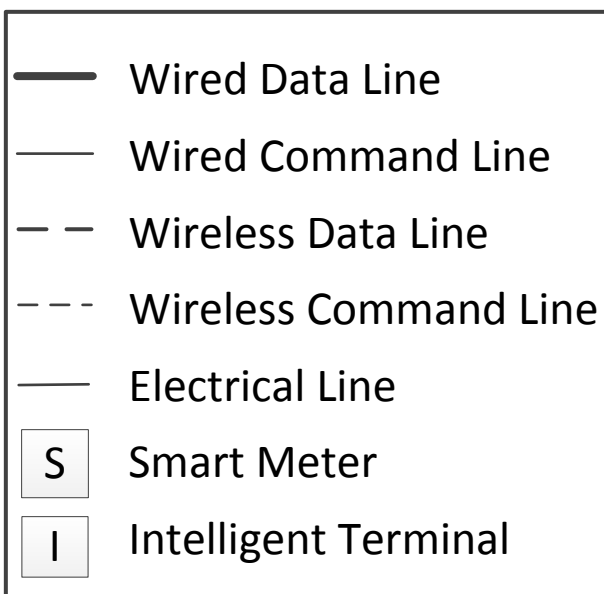 Wired Data Line
Wired Command Line
Wireless Data Line
Wireless Command Line
Electrical Line
S Smart Meter
I Intelligent Terminal